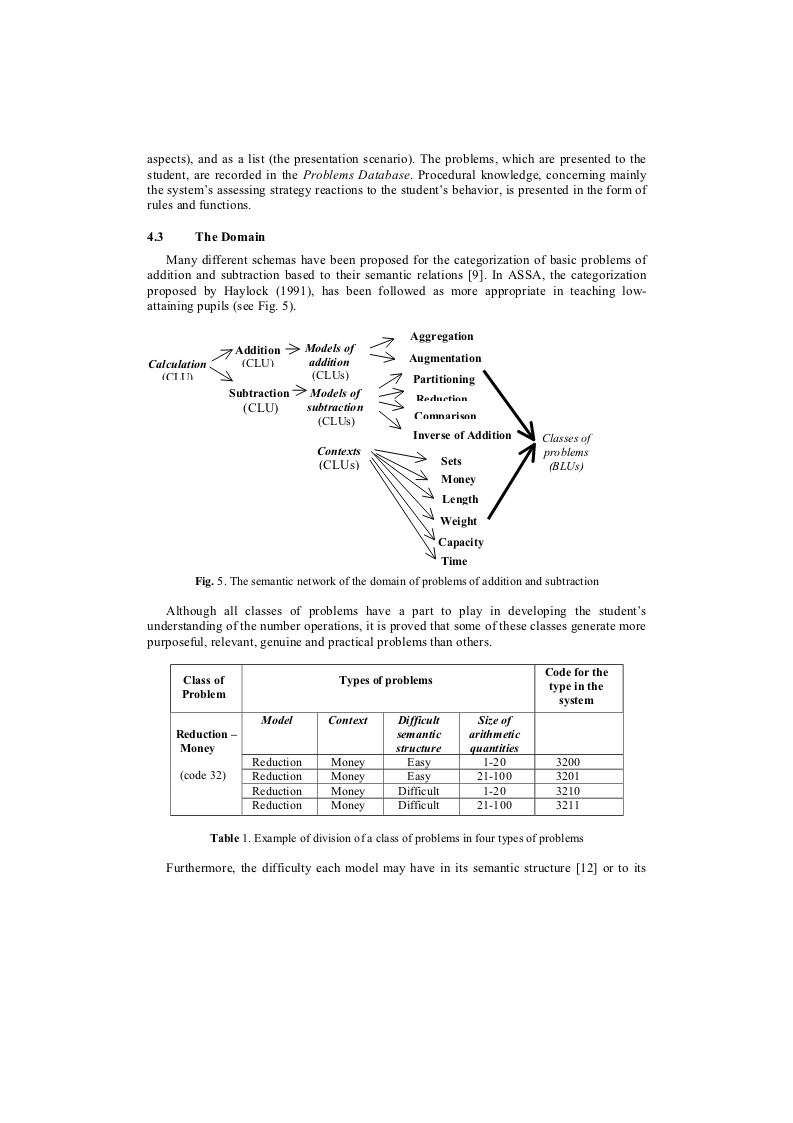 aspects), and as a list (the presentation scenario). The problems, which are presented to the
student, are recorded in the Problems Database. Procedural knowledge, concerning mainly
the system's assessing strategy reactions to the student's behavior, is presented in the form of
rules and functions.
4.3 The Domain
Many different schemas have been proposed for the categorization of basic problems of
addition and subtraction based to their semantic relations [9]. In ASSA, the categorization
proposed by Haylock (1991), has been followed as more appropriate in teaching low-
attaining pupils (see Fig. 5).
Calculation
(CLU)
Addition
(CLU)
Subtraction
(CLU)
Models of
addition
(CLUs)
Models of
subtraction
(CLUs)
Contexts
(CLUs)
Aggregation
Augmentation
Partitioning
Reduction
Comparison
Inverse of Addition
Sets
Money
Length
Weight
Capacity
Time
Classes of
problems
(BLUs)
Fig. 5. The semantic network of the domain of problems of addition and subtraction
Although all classes of problems have a part to play in developing the student's
understanding of the number operations, it is proved that some of these classes generate more
purposeful, relevant, genuine and practical problems than others.
Class of
Problem
Types of problems
Code for the
type in the
system
Reduction –
Money
(code 32)
Model
Context
Difficult
semantic
structure
Size of
arithmetic
quantities
Reduction Money Easy 1-20 3200
Reduction Money Easy 21-100 3201
Reduction Money Difficult 1-20 3210
Reduction Money Difficult 21-100 3211
Table 1. Example of division of a class of problems in four types of problems
Furthermore, the difficulty each model may have in its semantic structure [12] or to its